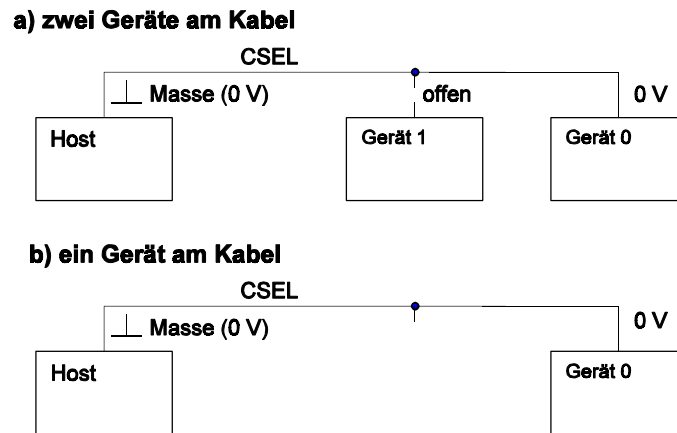 a) zwei Geräte am Kabel
CSEL
Masse (0 V)
offen
0 V
Host
Gerät 1
Gerät 0
b) ein Gerät am Kabel
CSEL
Masse (0 V)
0 V
Host
Gerät 0